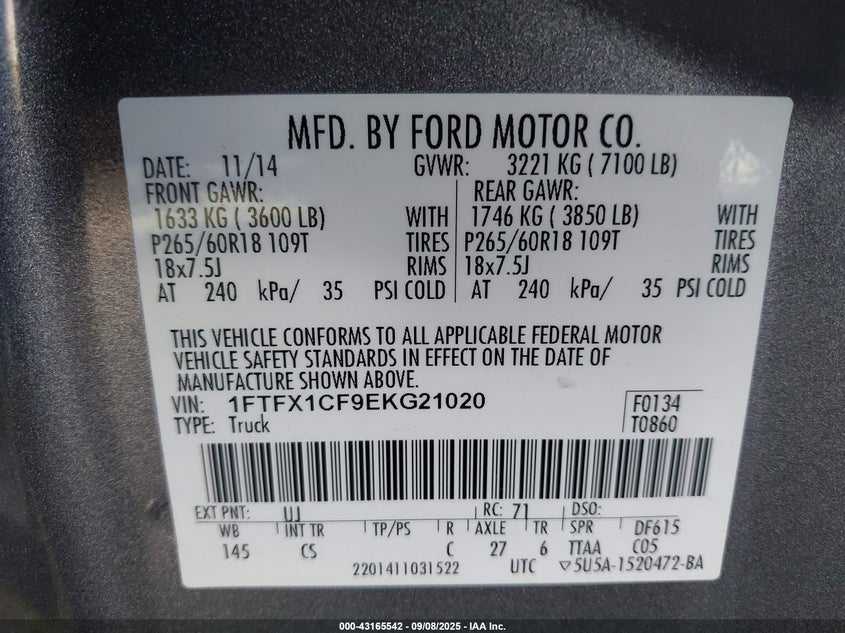 MFD. BY FORD MOTOR CO.
DATE: 11/14 GVWR: 3221 KG ( 7100 LB)
FRONT GAWR: REAR GAWR:
1633 KG ( 3600 LB) WITH 1746 KG ( 3850 LB) WITH
P265/60R18 109T TIRES P265/60R18 109T TIRES
18x7.5J RIMS 18x7.5J RIMS
AT 240 kPa/ 35 PSI COLD AT 240 kPa/ 35 PSI COLD
THIS VEHICLE CONFORMS TO ALL APPLICABLE FEDERAL MOTOR
VEHICLE SAFETY STANDARDS IN EFFECT ON THE DATE OF
MANUFACTURE SHOWN ABOVE.
VIN: 1FTFX1CF9EKG21020 F0134
TYPE: Truck T0860
EXT PNT: UJ RC: 71 DSO:
WB INT TR TP/PS R AXLE TR SPR DF615
145 CS C 27 6 TTAA C05
2201411031522 UTC ▽5U5A-1520472-BA
000-43165542 - 09/08/2025 - IAA Inc.